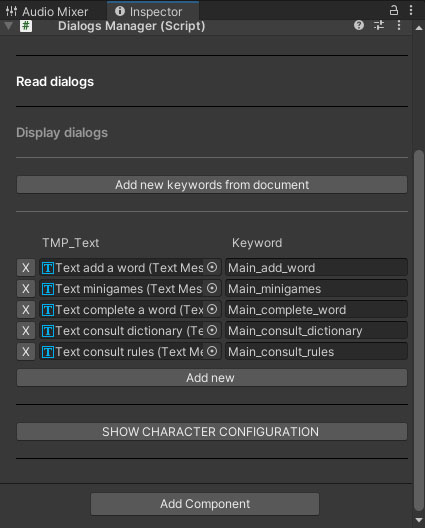 Audio Mixer Inspector
# Dialogs Manager (Script)
Read dialogs
Display dialogs
Add new keywords from document
TMP_Text Keyword
X Text add a word (Text Mes Main_add_word
X Text minigames (Text Mes Main_minigames
X Text complete a word (Tex Main_complete_word
X Text consult dictionary (Te Main_consult_dictionary
X Text consult rules (Text Me Main_consult_rules
Add new
SHOW CHARACTER CONFIGURATION
Add Component